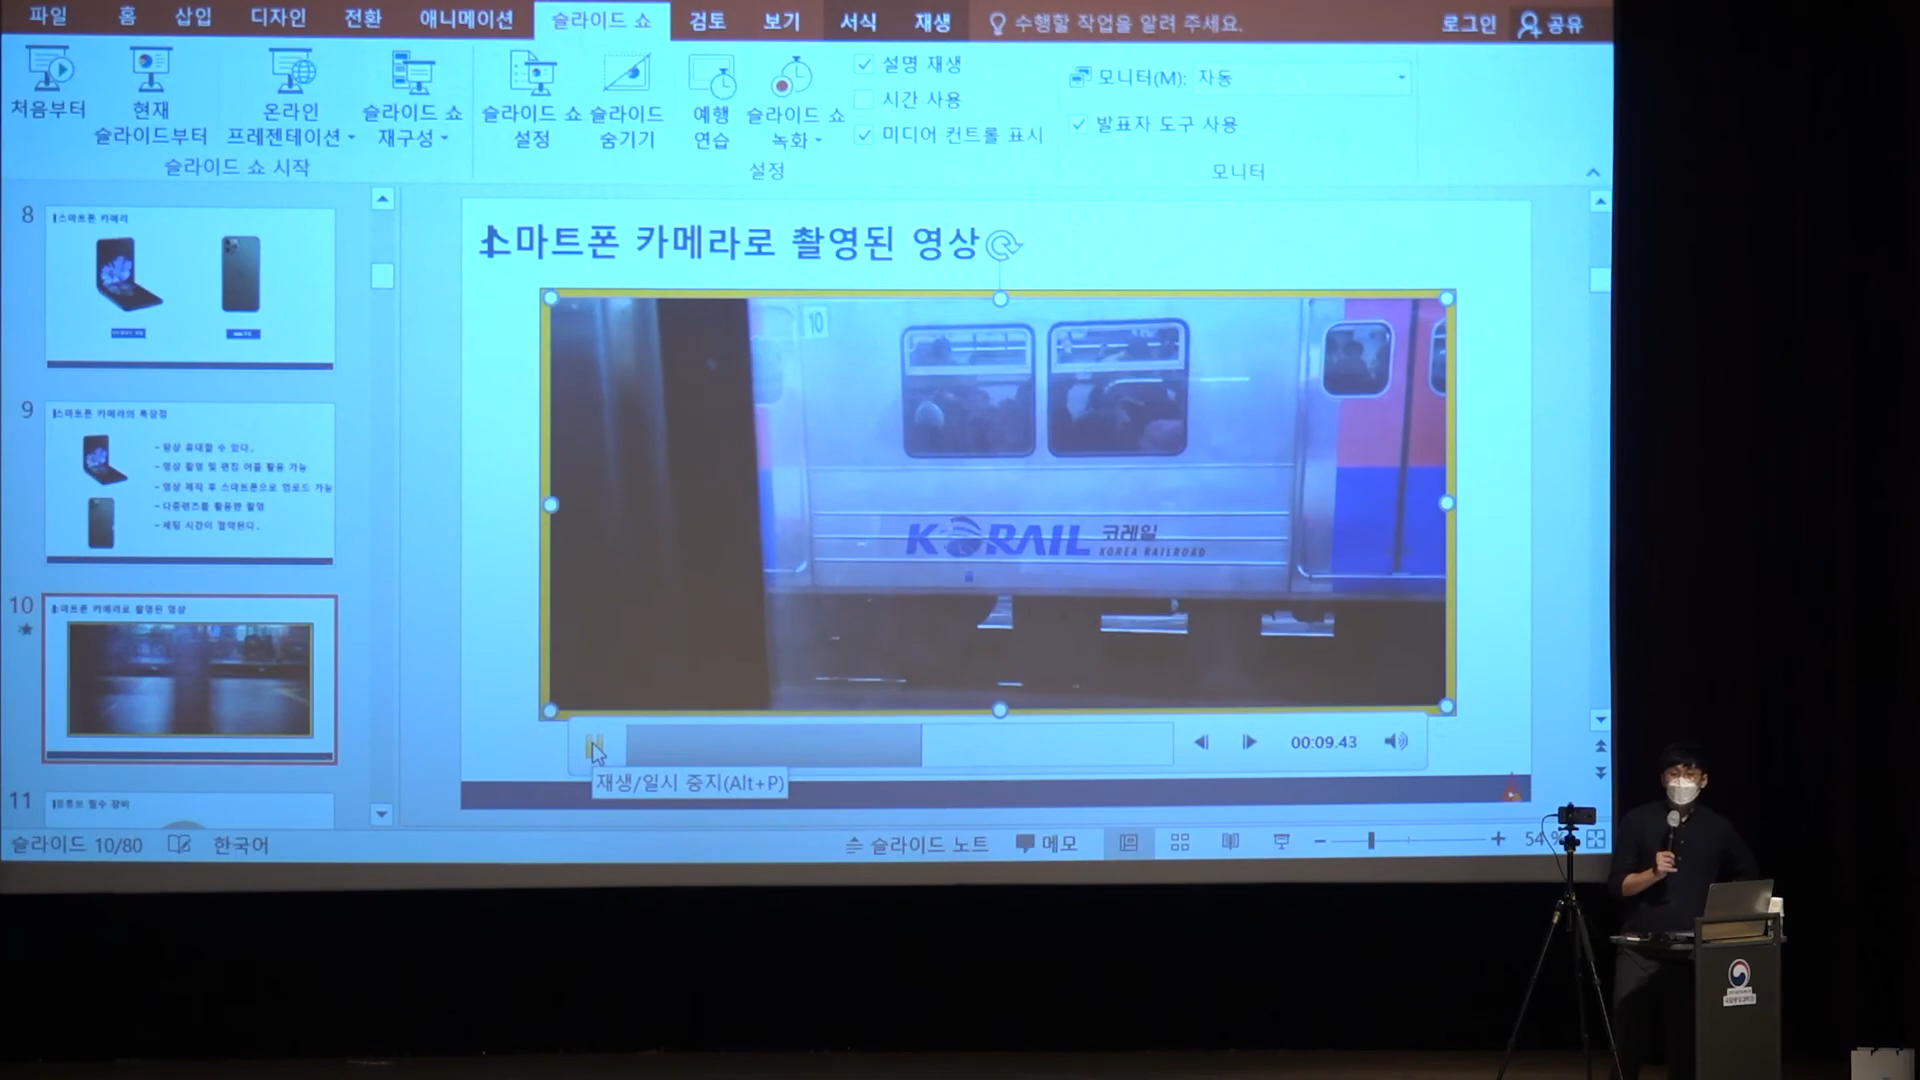 파일 홈 삽입 디자인 전환 애니메이션 슬라이드 쇼 검토 보기 서식 재생 수행할 작업을 알려 주세요. 로그인 공유
처음부터
현재
슬라이드부터
온라인
프레젠테이션
슬라이드 쇼
재구성
슬라이드 쇼 시작
슬라이드 쇼
설정
슬라이드
숨기기
예행
연습
슬라이드 쇼
녹화
설명 재생
시간 사용
미디어 컨트롤 표시
설정
모니터(M): 자동
발표자 도구 사용
모니터
8
스마트폰 카메라
9
스마트폰 카메라의 특장점
- 항상 휴대할 수 있다.
- 영상 촬영 및 편집 어플 활용 가능
- 영상 제작 후 스마트폰으로 업로드 가능
- 다중렌즈를 활용한 촬영
- 세팅 시간이 절약된다.
10
스마트폰 카메라로 촬영된 영상
11
유튜브 필수 장비
스마트폰 카메라로 촬영된 영상
10
KORAIL 코레일
KOREA RAILROAD
00:09.43
재생/일시 중지(Alt+P)
슬라이드 10/80 한국어 슬라이드 노트 메모 54 %